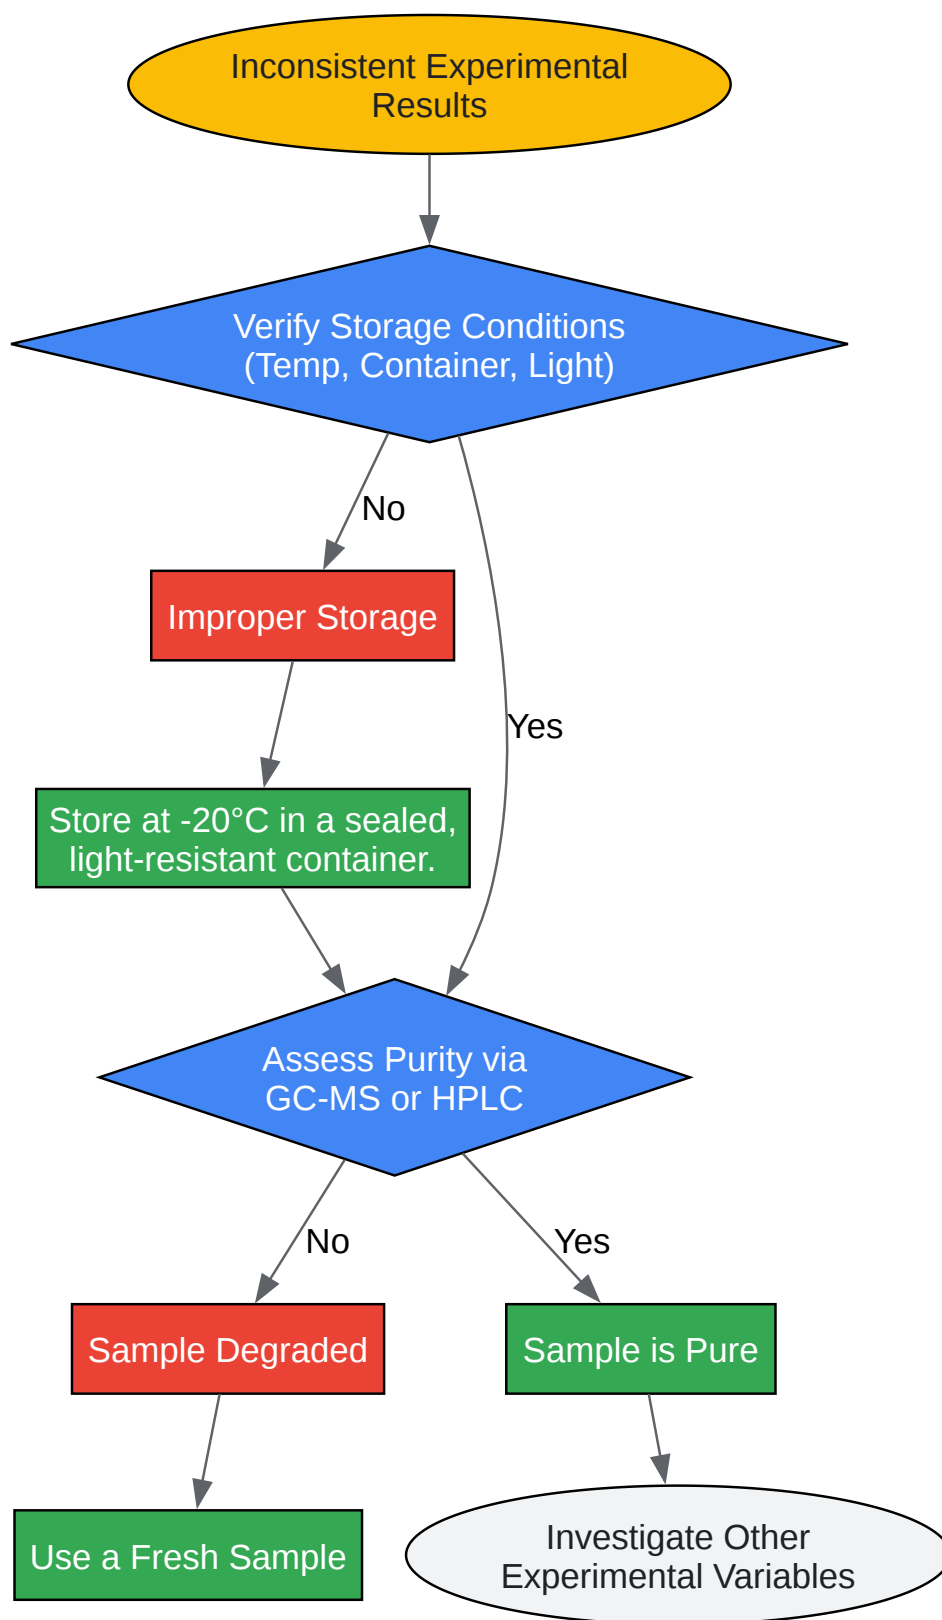 Inconsistent Experimental
Results
Verify Storage Conditions
(Temp, Container, Light)
No
Improper Storage
Yes
Store at -20°C in a sealed,
light-resistant container.
Assess Purity via
GC-MS or HPLC
No
Yes
Sample Degraded
Sample is Pure
Use a Fresh Sample
Investigate Other
Experimental Variables